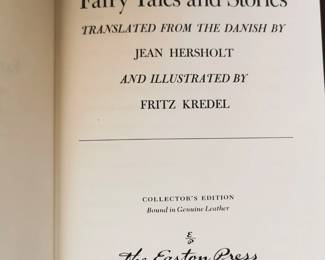 Fairy Tales and Stories
TRANSLATED FROM THE DANISH BY
JEAN HERSHOLT
AND ILLUSTRATED BY
FRITZ KREDEL
COLLECTOR'S EDITION
Bound in Genuine Leather
E
P
The Easton Press